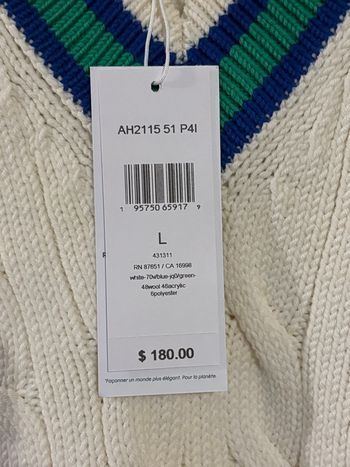 AH2115 51 P4I
1 95750 65917 9
L
431311
RN 87651 / CA 16998
white-70v/blue-jq0/green-
48wool 46acrylic
6polyester
$ 180.00
Façonner un monde plus élégant. Pour la planète.